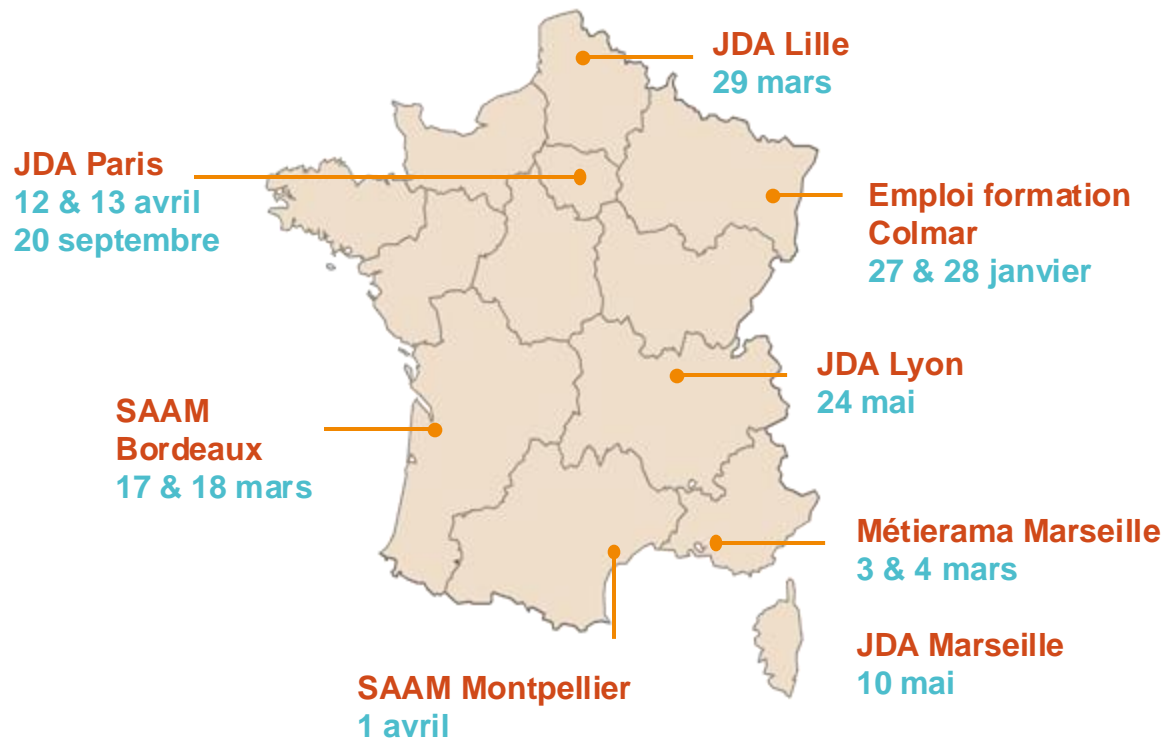 JDA Lille
29 mars
JDA Paris
12 & 13 avril
20 septembre
Emploi formation
Colmar
27 & 28 janvier
JDA Lyon
24 mai
SAAM
Bordeaux
17 & 18 mars
Métierama Marseille
3 & 4 mars
JDA Marseille
10 mai
SAAM Montpellier
1 avril